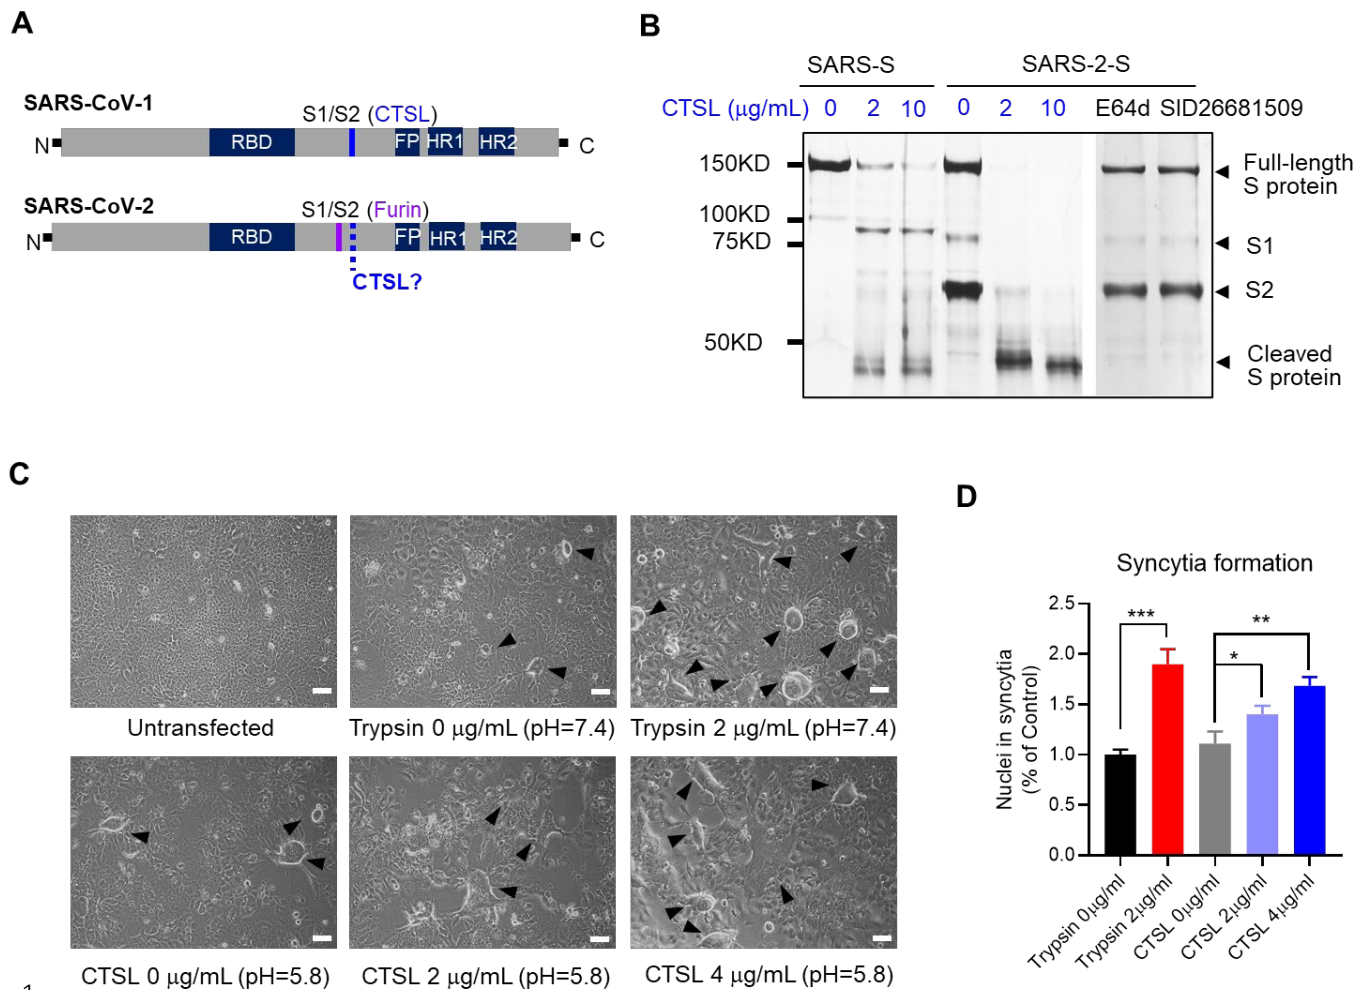 A
SARS-CoV-1
S1/S2 (CTSL)
N RBD FP HR1 HR2 C
SARS-CoV-2
S1/S2 (Furin)
N RBD FP HR1 HR2 C
CTSL?
B
SARS-S SARS-2-S
CTSL (μg/mL) 0 2 10 0 2 10 E64d SID26681509
150KD
100KD
75KD
50KD
Full-length
S protein
S1
S2
Cleaved
S protein
C
Untransfected
Trypsin 0 μg/mL (pH=7.4)
Trypsin 2 μg/mL (pH=7.4)
CTSL 0 μg/mL (pH=5.8)
CTSL 2 μg/mL (pH=5.8)
CTSL 4 μg/mL (pH=5.8)
D
Syncytia formation
Nuclei in syncytia
(% of Control)
2.5
2.0
1.5
1.0
0.5
0.0
***
*
**
Trypsin 0μg/ml
Trypsin 2μg/ml
CTSL 0μg/ml
CTSL 2μg/ml
CTSL 4μg/ml